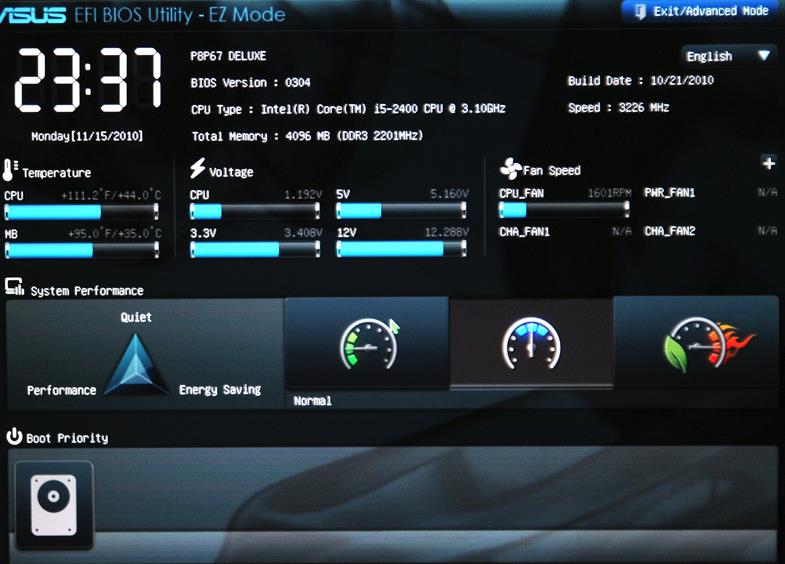 ASUS EFI BIOS Utility - EZ Mode
Exit/Advanced Mode
23:37
Monday[11/15/2010]
P8P67 DELUXE
English
BIOS Version : 0304
Build Date : 10/21/2010
CPU Type : Intel(R) Core(TM) i5-2400 CPU @ 3.10GHz
Speed : 3226 MHz
Total Memory : 4096 MB (DDR3 2201MHz)
Temperature
CPU +111.2°F/+44.0°C
MB +95.0°F/+35.0°C
Voltage
CPU 1.192V 5V 5.160V
3.3V 3.408V 12V 12.288V
Fan Speed
CPU_FAN 1601RPM PWR_FAN1 N/A
CHA_FAN1 N/A CHA_FAN2 N/A
System Performance
Quiet
Performance Energy Saving
Normal
Boot Priority